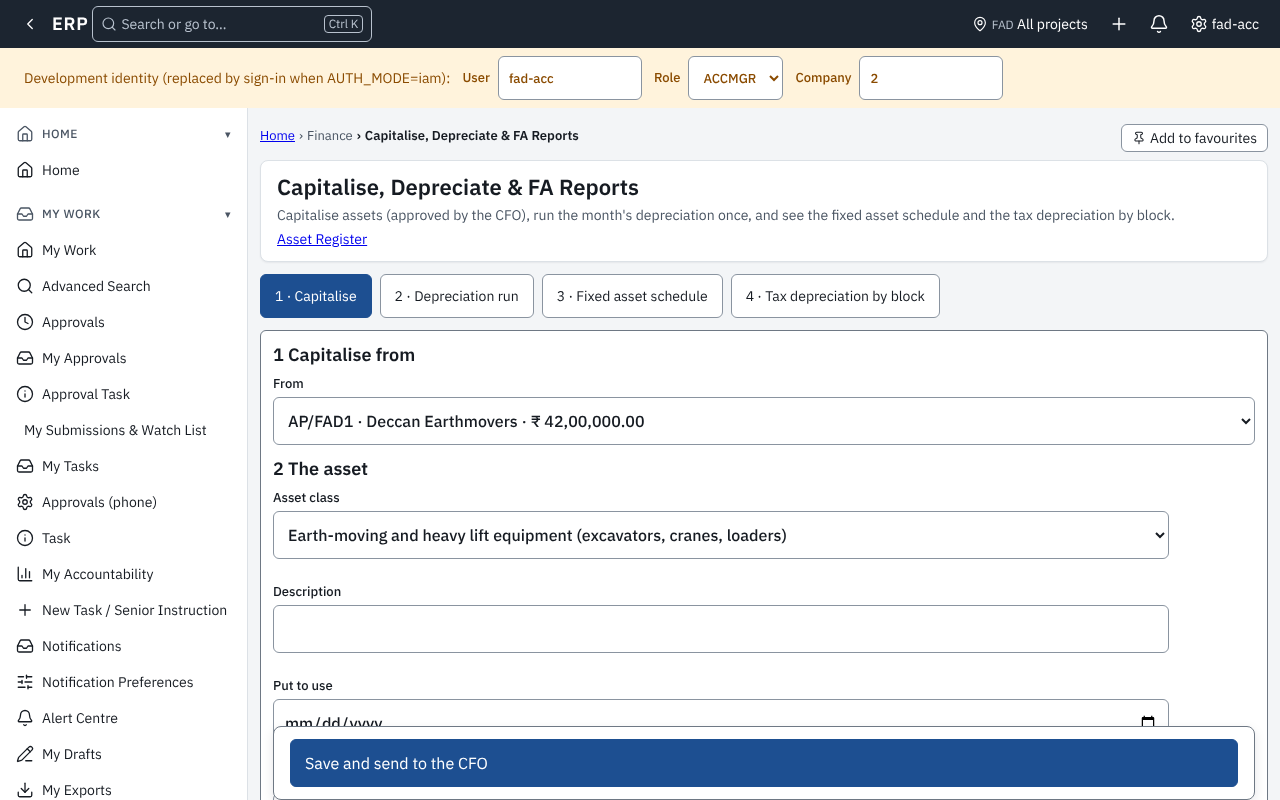 ERP
Search or go to...
Ctrl K
FAD All projects
fad-acc
Development identity (replaced by sign-in when AUTH_MODE=iam):
User
fad-acc
Role
ACCMGR
Company
2
HOME
Home
MY WORK
My Work
Advanced Search
Approvals
My Approvals
Approval Task
My Submissions & Watch List
My Tasks
Approvals (phone)
Task
My Accountability
New Task / Senior Instruction
Notifications
Notification Preferences
Alert Centre
My Drafts
My Exports
Home › Finance › Capitalise, Depreciate & FA Reports
Add to favourites
Capitalise, Depreciate & FA Reports
Capitalise assets (approved by the CFO), run the month's depreciation once, and see the fixed asset schedule and the tax depreciation by block.
Asset Register
1 · Capitalise
2 · Depreciation run
3 · Fixed asset schedule
4 · Tax depreciation by block
1 Capitalise from
From
AP/FAD1 · Deccan Earthmovers · ₹ 42,00,000.00
2 The asset
Asset class
Earth-moving and heavy lift equipment (excavators, cranes, loaders)
Description
Put to use
mm/dd/yyyy
Save and send to the CFO